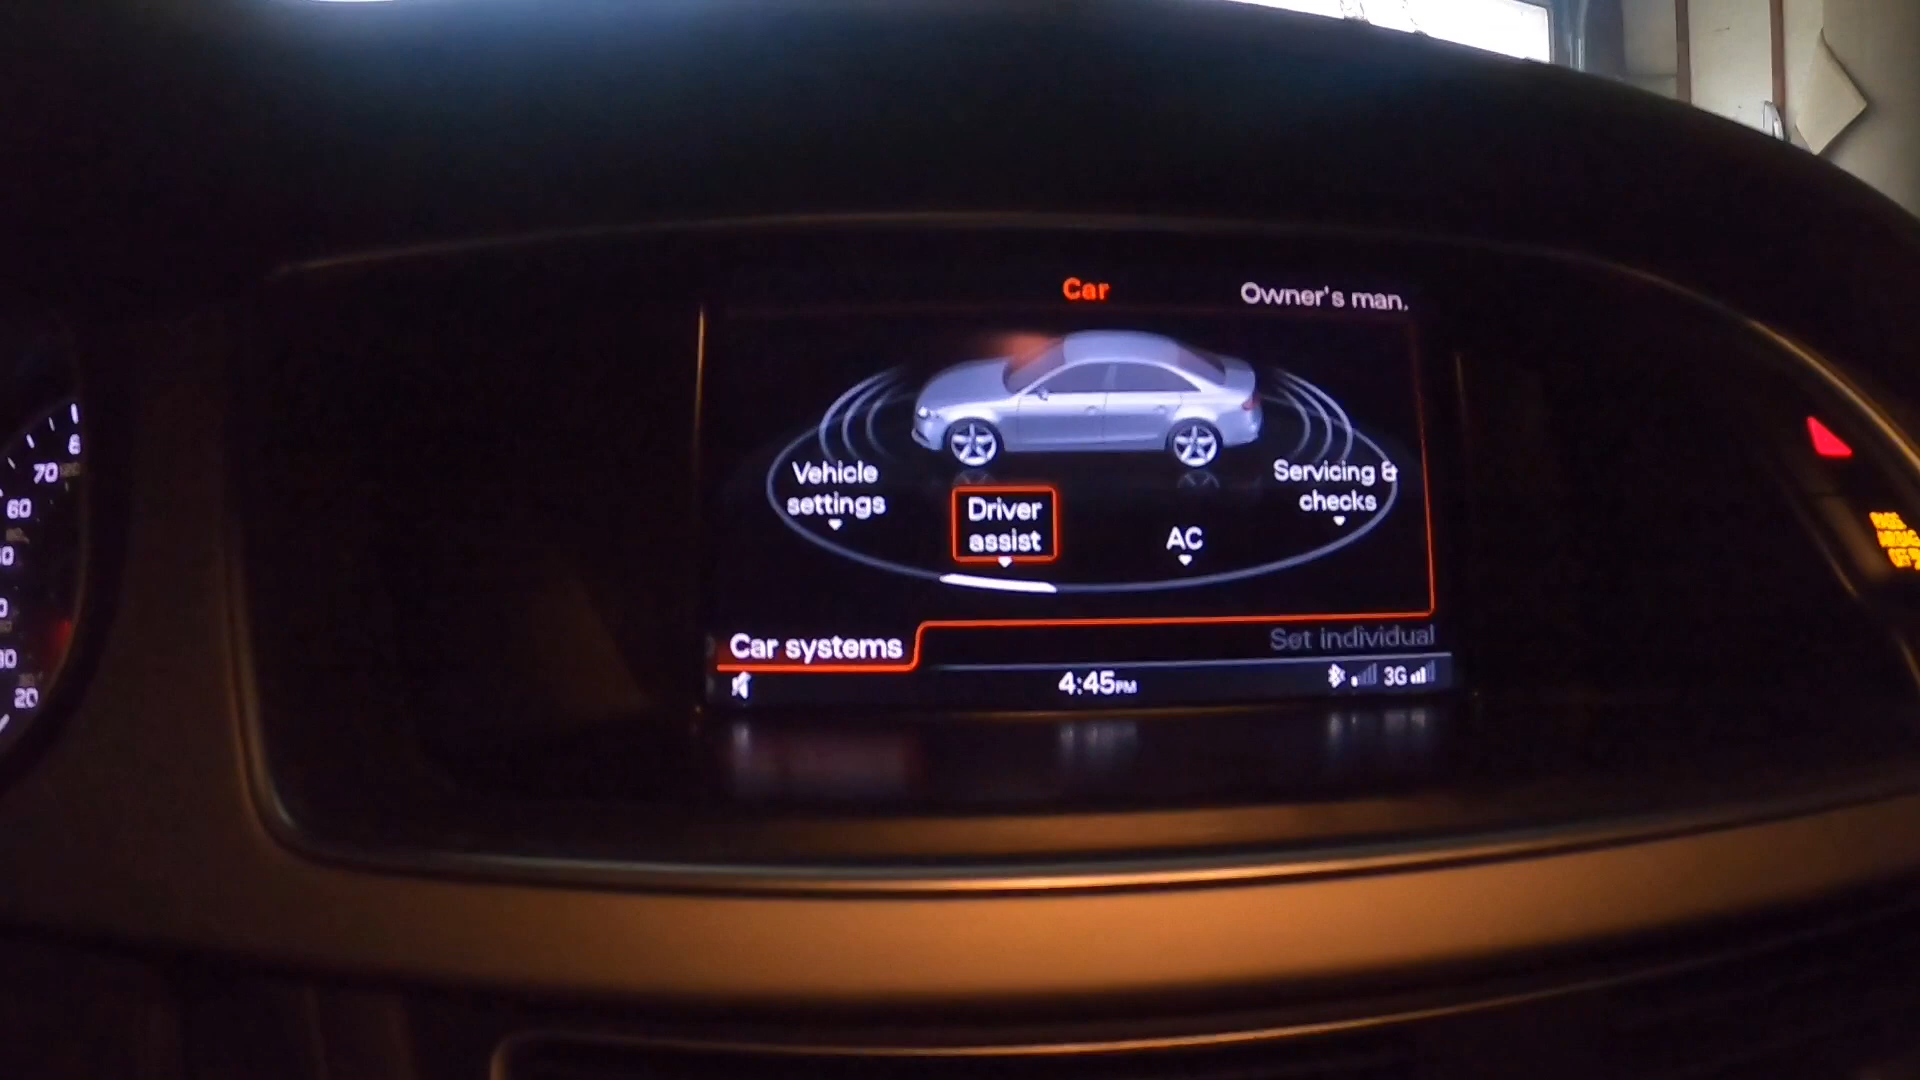 Car
Owner's man.
Vehicle
settings
Driver
assist
AC
Servicing &
checks
Car systems
Set individual
4:45PM
3G
70
60
20